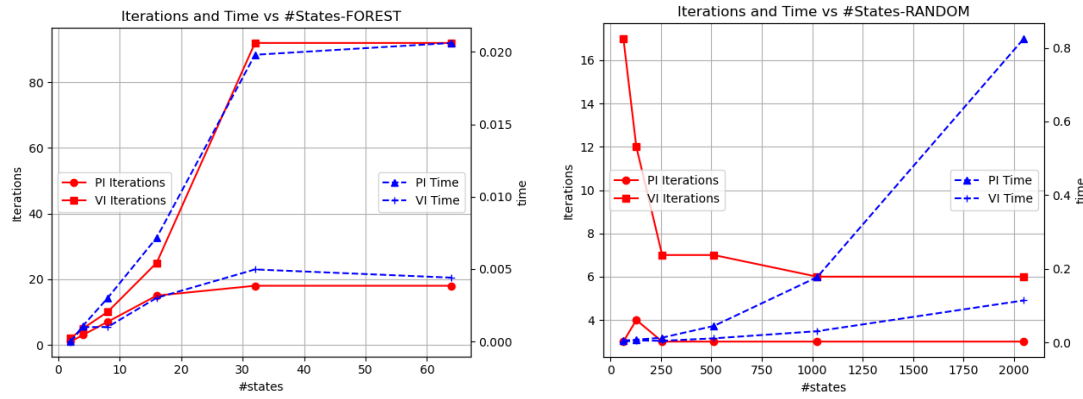 Iterations and Time vs #States-FOREST
80
60
40
20
0
Iterations
PI Iterations
VI Iterations
PI Time
VI Time
0.020
0.015
0.010
0.005
0.000
time
0
10
20
30
40
50
60
#states
Iterations and Time vs #States-RANDOM
16
14
12
10
8
6
4
Iterations
PI Iterations
VI Iterations
PI Time
VI Time
0.8
0.6
0.4
0.2
0.0
time
0
250
500
750
1000
1250
1500
1750
2000
#states